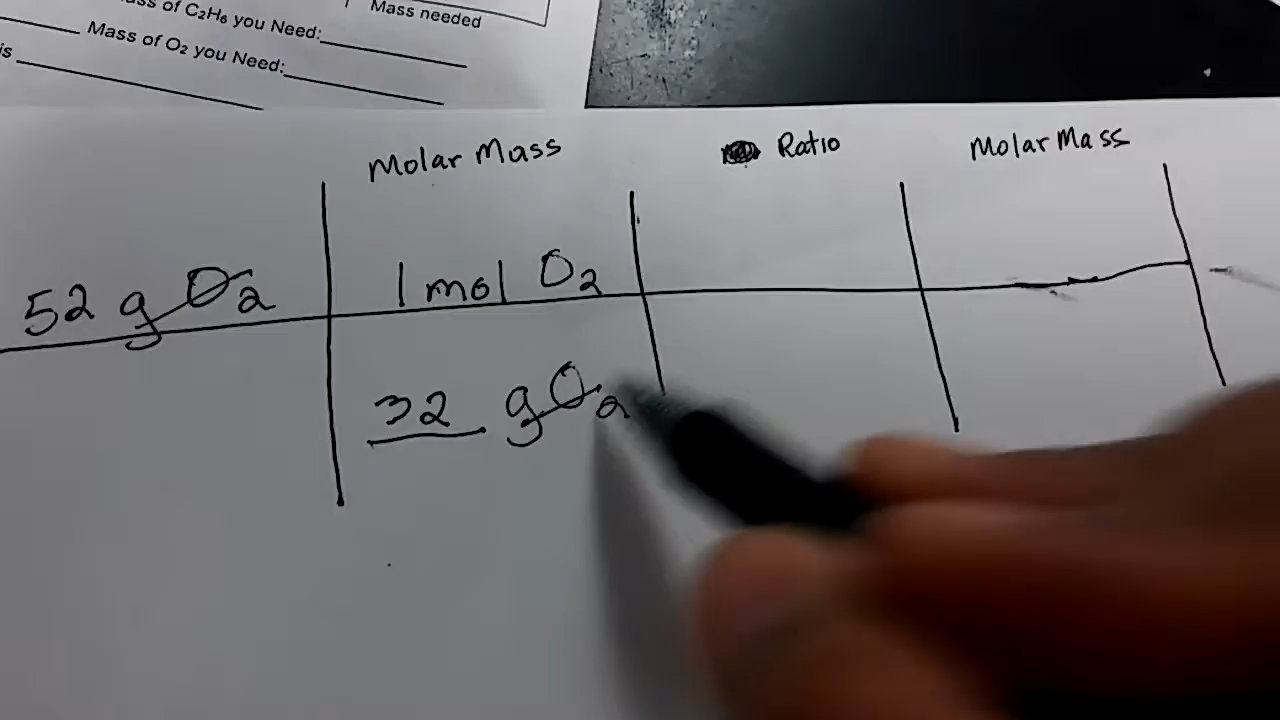 of C₂H₆ you Need:
Mass needed
Mass of O₂ you Need:
is
Molar Mass
Ratio
Molar Mass
52 g O₂
1 mol O₂
32 g O₂